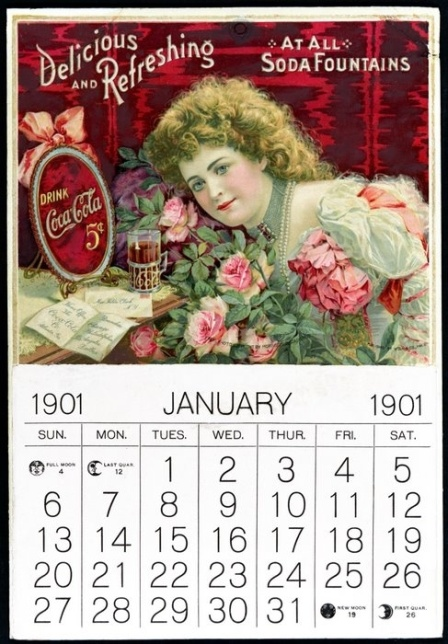 Delicious
AND Refreshing
AT ALL
SODA FOUNTAINS
DRINK
Coca-Cola
5¢
1901 JANUARY 1901
SUN. MON. TUES. WED. THUR. FRI. SAT.
FULL MOON 4 LAST QUAR. 12 1 2 3 4 5
6 7 8 9 10 11 12
13 14 15 16 17 18 19
20 21 22 23 24 25 26
27 28 29 30 31 NEW MOON 19 FIRST QUAR. 26